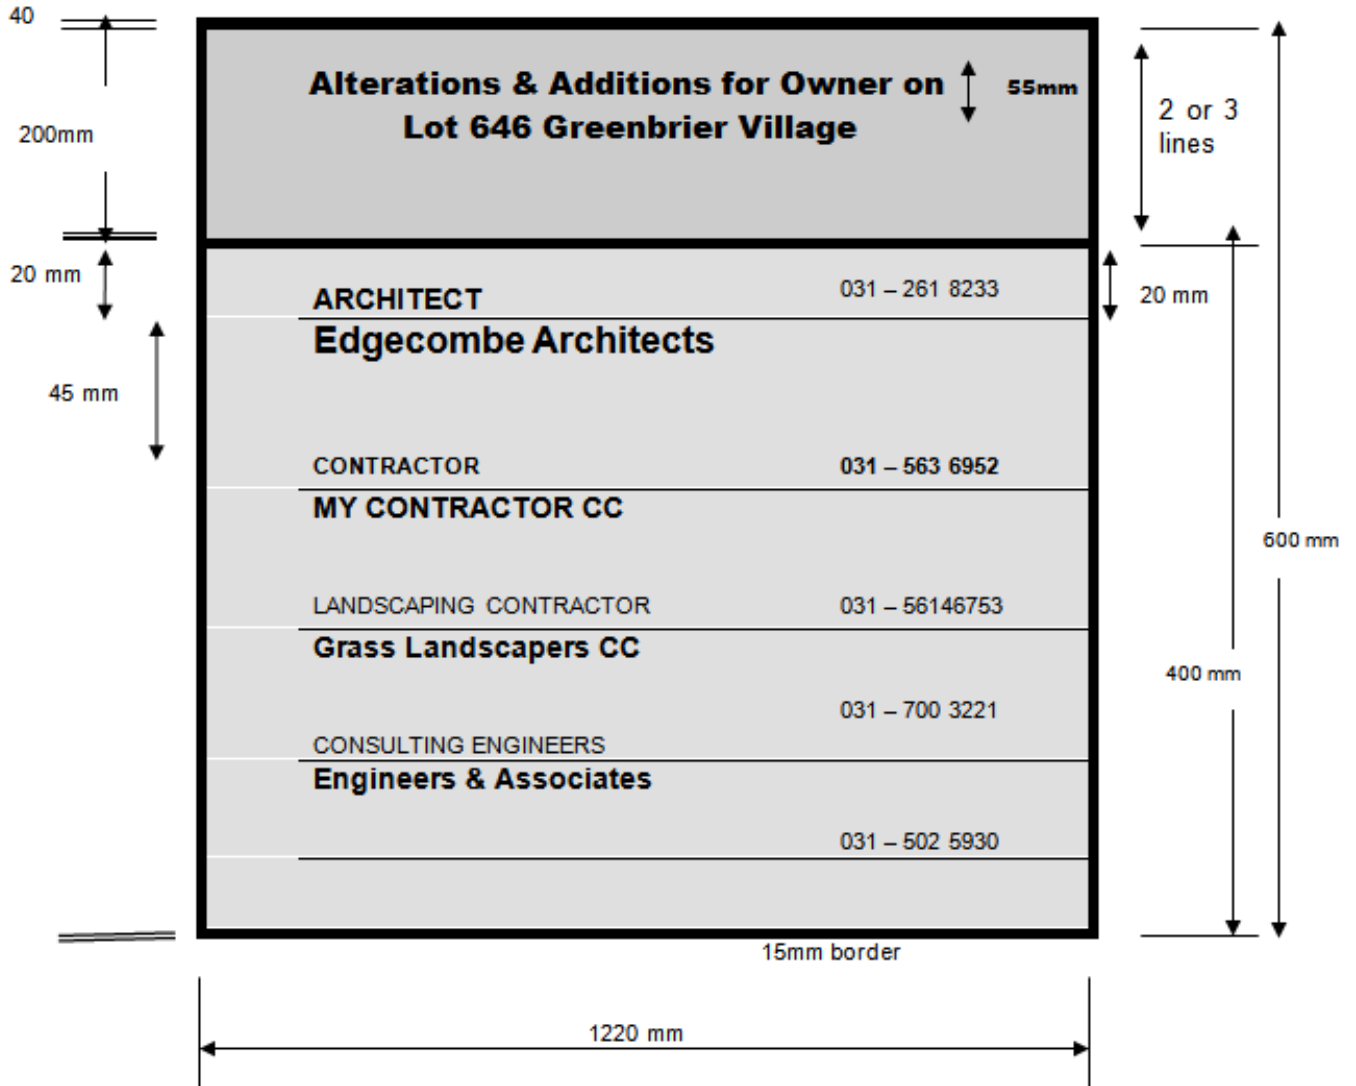 40
Alterations & Additions for Owner on
55mm
Lot 646 Greenbrier Village
2 or 3
lines
200mm
20 mm
031 – 261 8233
20 mm
ARCHITECT
Edgecombe Architects
45 mm
CONTRACTOR
031 – 563 6952
MY CONTRACTOR CC
600 mm
LANDSCAPING CONTRACTOR
031 – 56146753
Grass Landscapers CC
400 mm
031 – 700 3221
CONSULTING ENGINEERS
Engineers & Associates
031 – 502 5930
15mm border
1220 mm